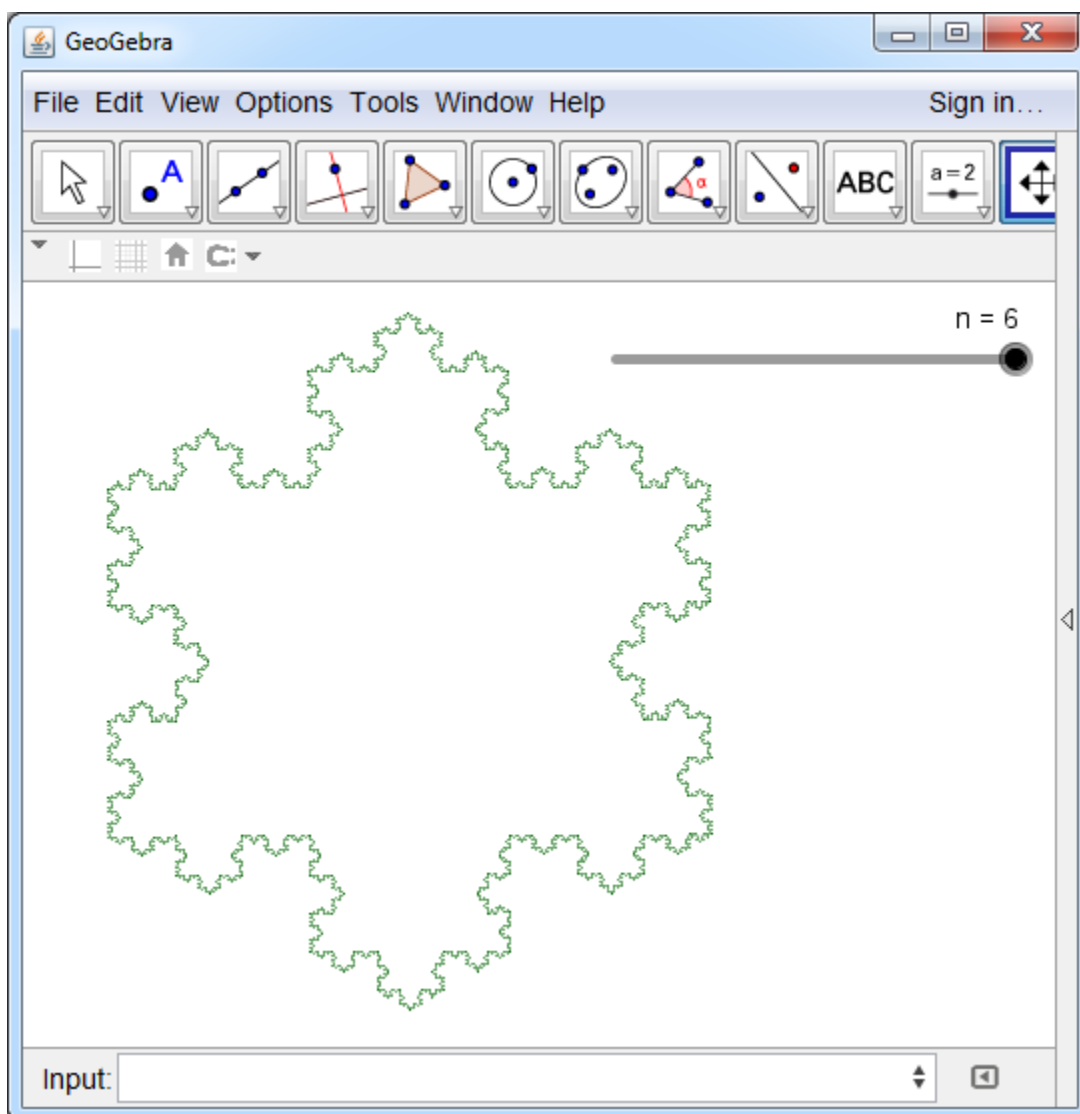 GeoGebra
File Edit View Options Tools Window Help Sign in...
A α ABC a = 2
n = 6
Input: